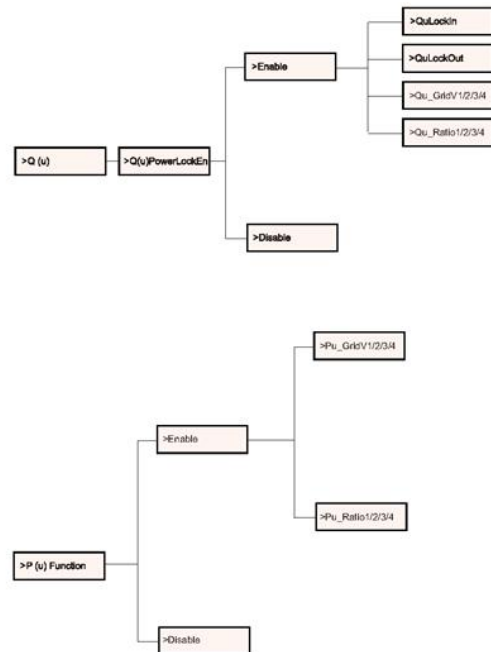 >QuLockIn
>Enable
>QuLockOut
>Qu_GridV1/2/3/4
>Qu_Ratio1/2/3/4
>Q (u)
>Q(u)PowerLockEn
>Disable
>Pu_GridV1/2/3/4
>Enable
>Pu_Ratio1/2/3/4
>P (u) Function
>Disable